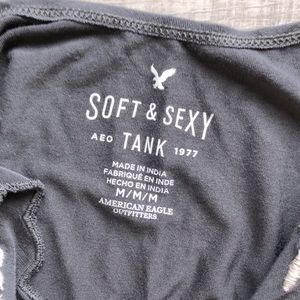 SOFT & SEXY
AEO TANK 1977
MADE IN INDIA
FABRIQUÉ EN INDE
HECHO EN INDIA
M/M/M
AMERICAN EAGLE
OUTFITTERS